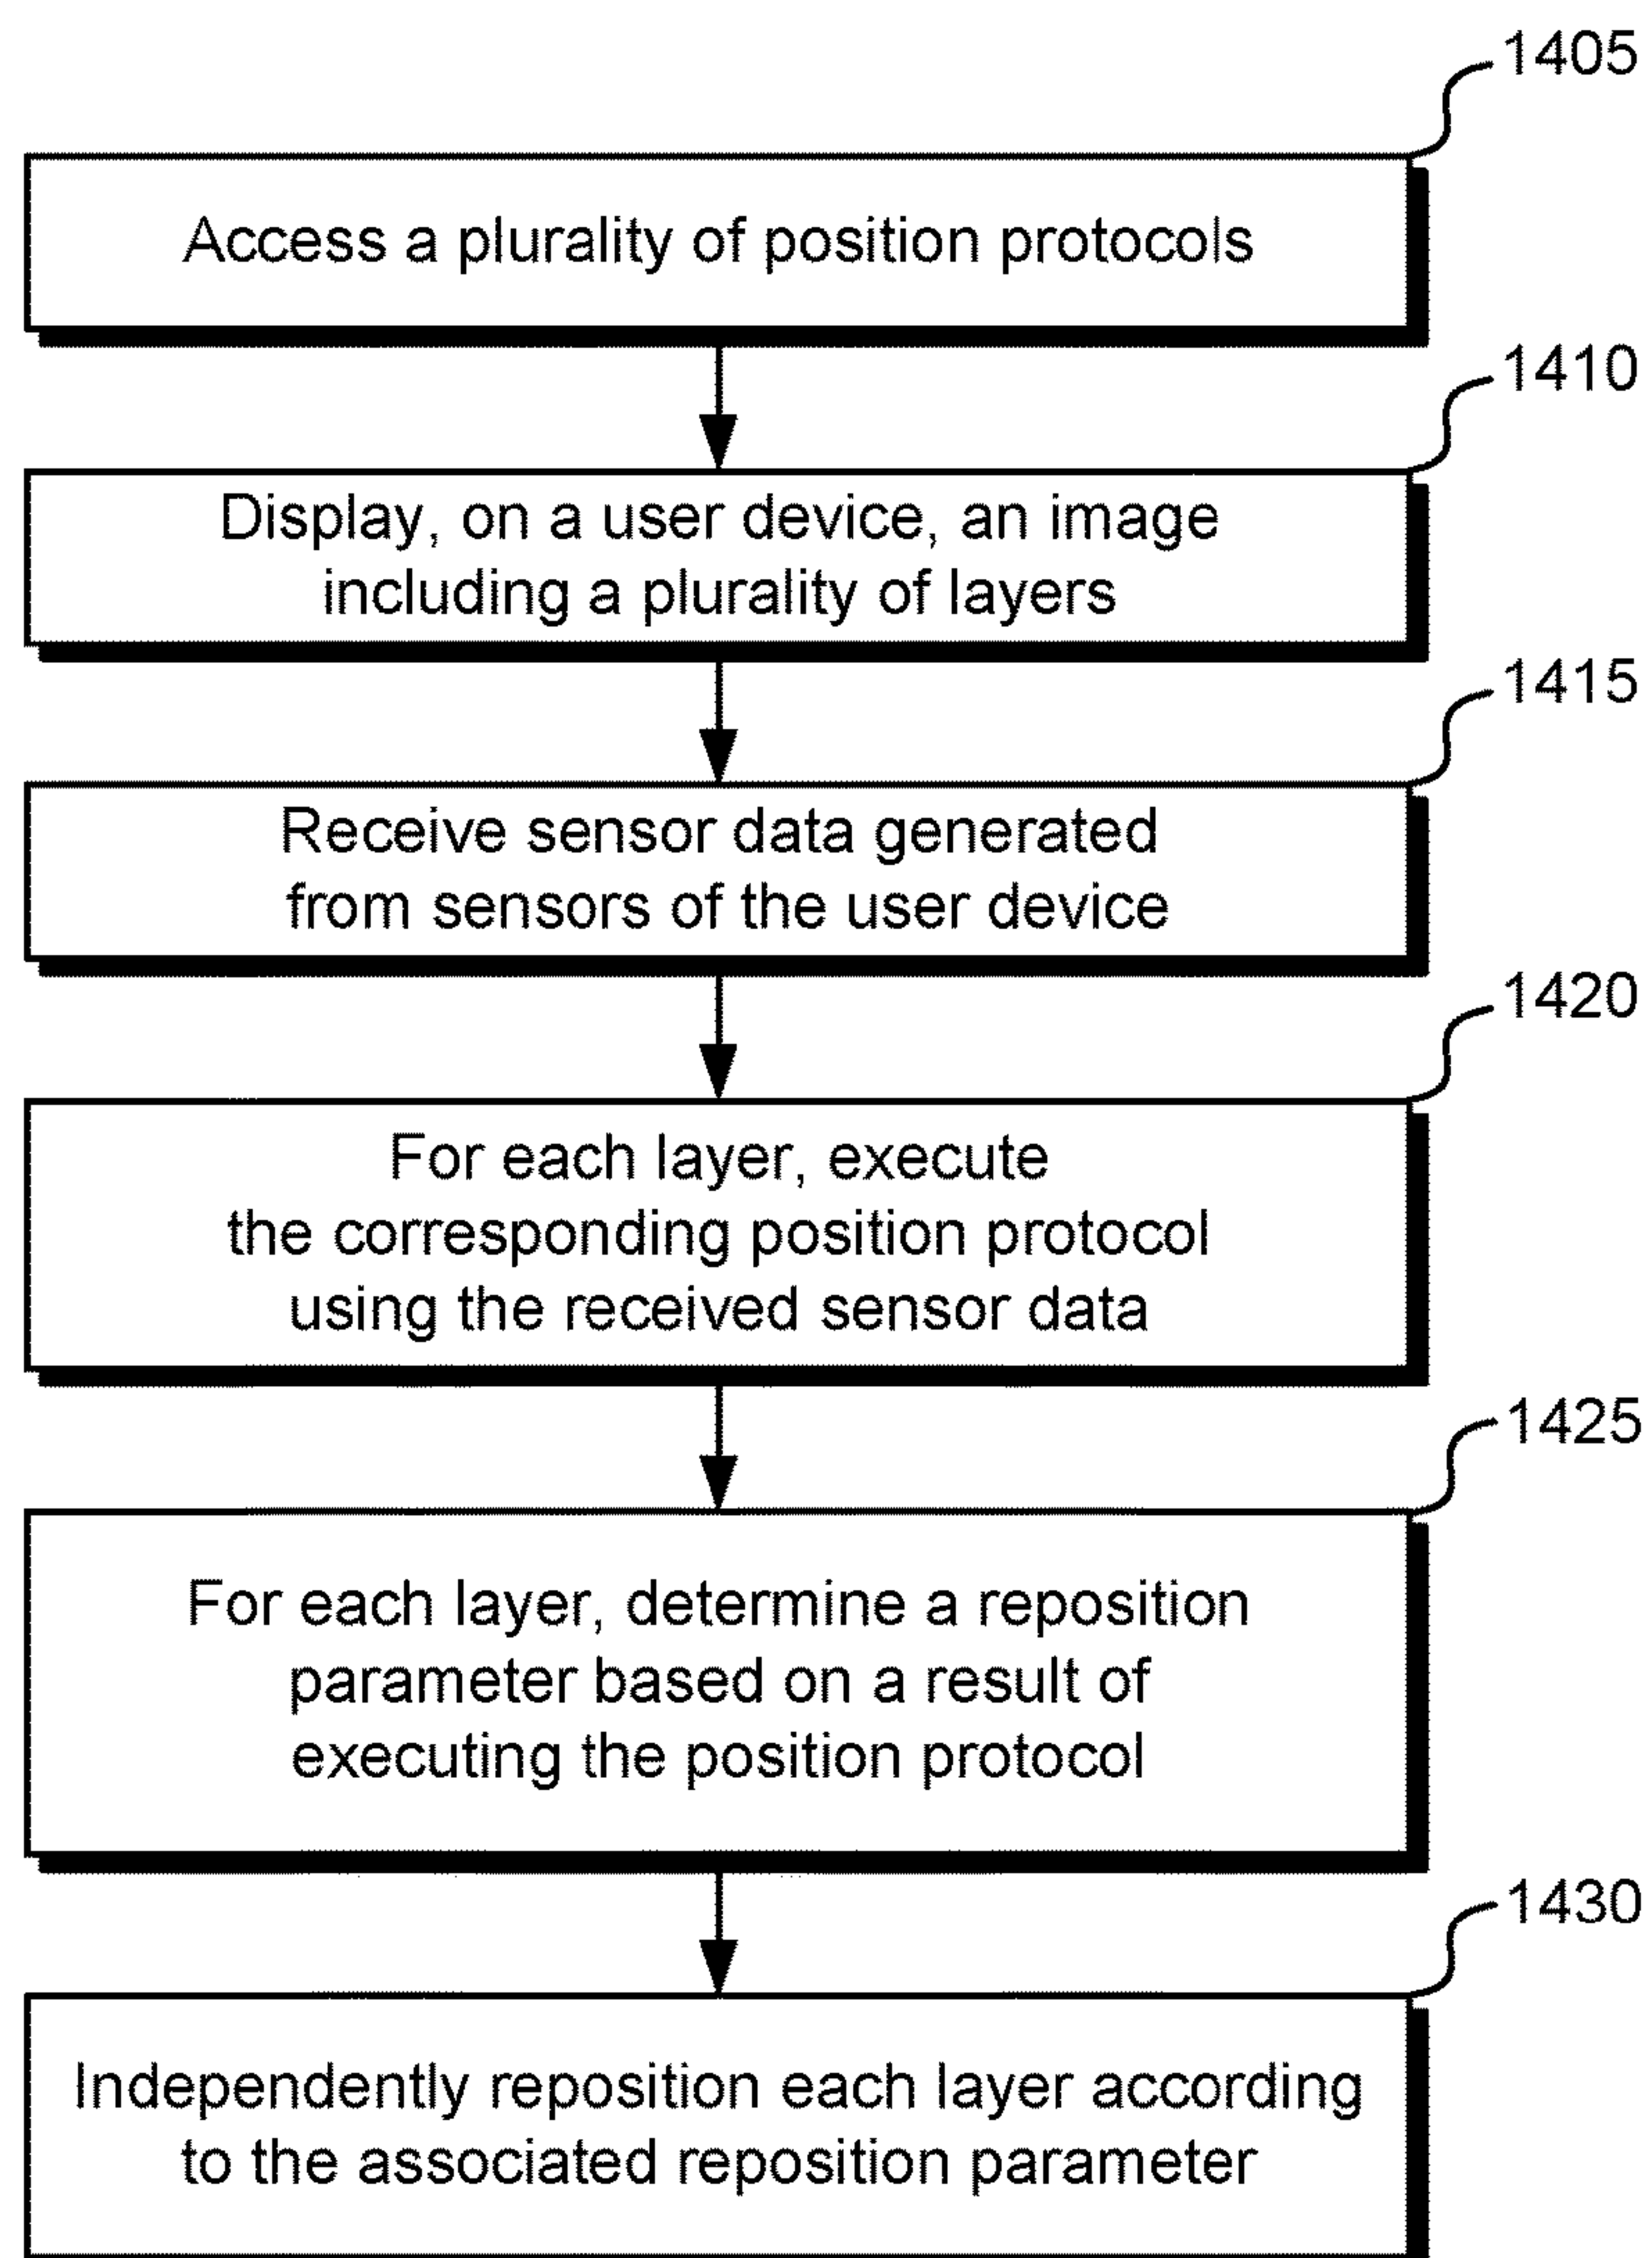 1405
Access a plurality of position protocols
1410
Display, on a user device, an image
including a plurality of layers
1415
Receive sensor data generated
from sensors of the user device
1420
For each layer, execute
the corresponding position protocol
using the received sensor data
1425
For each layer, determine a reposition
parameter based on a result of
executing the position protocol
1430
Independently reposition each layer according
to the associated reposition parameter